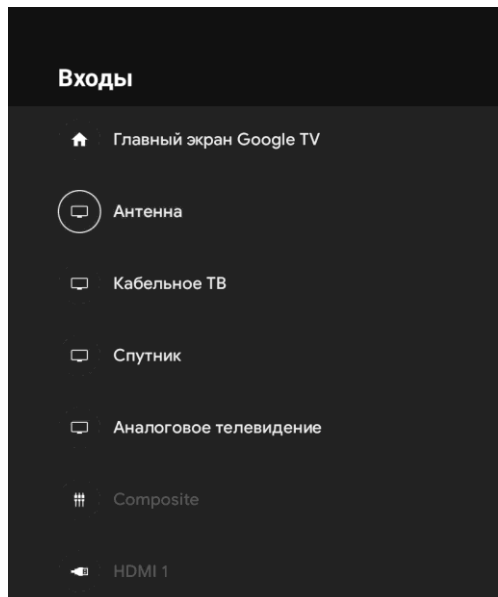 Входы
Главный экран Google TV
Антенна
Кабельное ТВ
Спутник
Аналоговое телевидение
Composite
HDMI 1